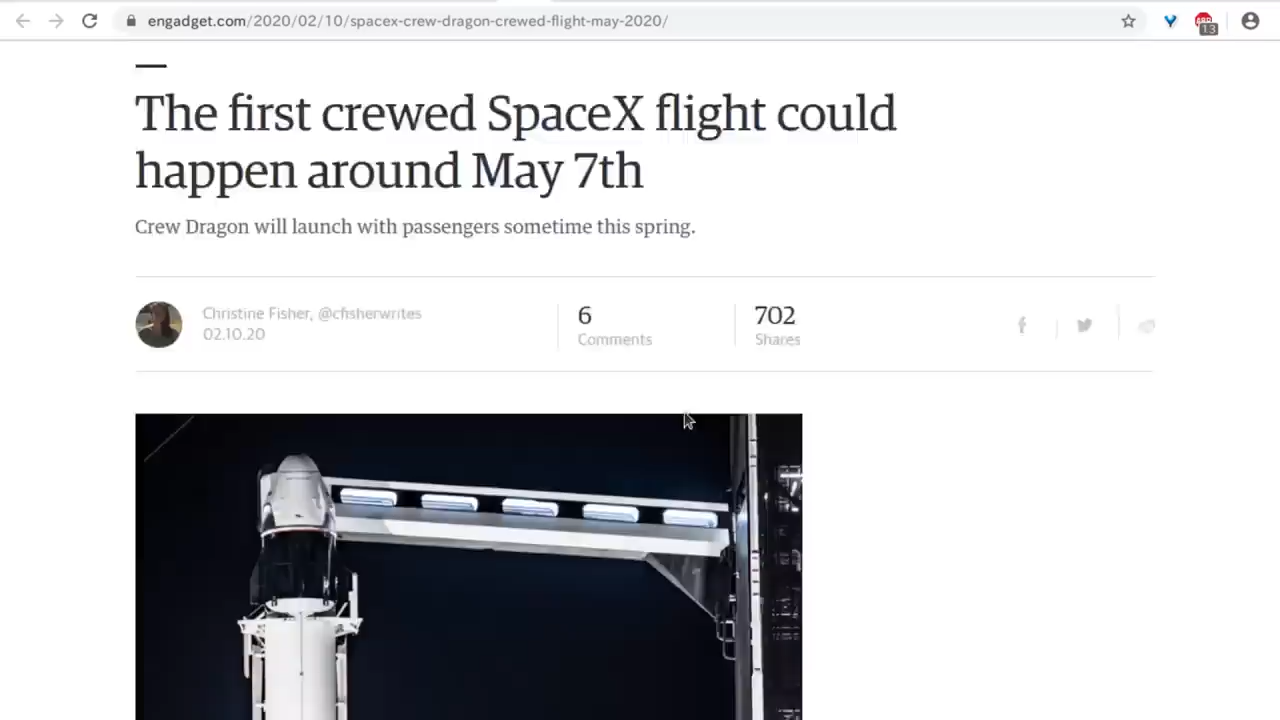 engadget.com/2020/02/10/spacex-crew-dragon-crewed-flight-may-2020/
13
The first crewed SpaceX flight could
happen around May 7th
Crew Dragon will launch with passengers sometime this spring.
Christine Fisher, @cfisherwrites
02.10.20
6
Comments
702
Shares